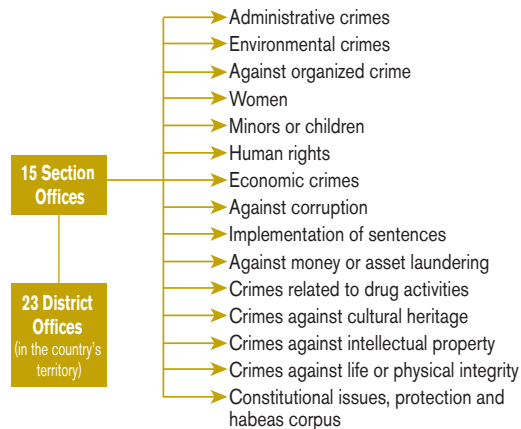 Administrative crimes
Environmental crimes
Against organized crime
Women
Minors or children
Human rights
15 Section
Offices
Economic crimes
Against corruption
Implementation of sentences
Against money or asset laundering
23 District
Offices
(in the country's
territory)
Crimes related to drug activities
Crimes against cultural heritage
Crimes against intellectual property
Crimes against life or physical integrity
Constitutional issues, protection and
habeas corpus